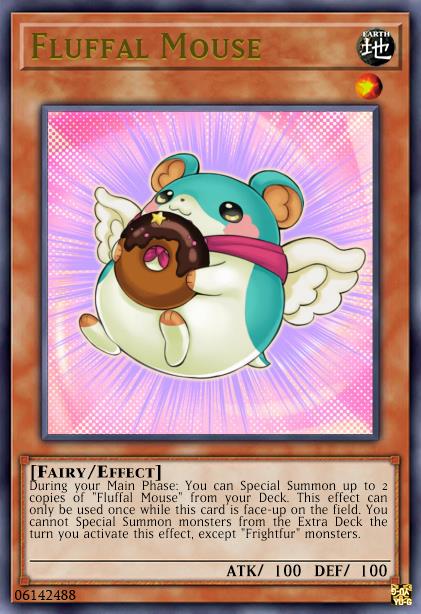 Fluffal Mouse
EARTH
地
[Fairy/Effect]
During your Main Phase: You can Special Summon up to 2
copies of "Fluffal Mouse" from your Deck. This effect can
only be used once while this card is face-up on the field. You
cannot Special Summon monsters from the Extra Deck the
turn you activate this effect, except "Frightfur" monsters.
ATK/ 100 DEF/ 100
06142488